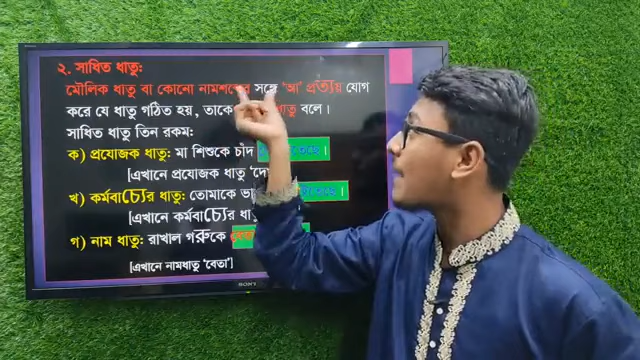 ২. সাধিত ধাতু:
মৌলিক ধাতু বা কোনো নামশব্দের সঙ্গে 'আ' প্রত্যয় যোগ
করে যে ধাতু গঠিত হয়, তাকে ধাতু বলে।
সাধিত ধাতু তিন রকম:
ক) প্রযোজক ধাতু: মা শিশুকে চাঁদ
[এখানে প্রযোজক ধাতু
খ) কর্মবাচ্যের ধাতু: তোমাকে
[এখানে কর্মবাচ্যের ধাতু
গ) নাম ধাতু: রাখাল গরুকে
[এখানে নামধাতু 'বেতা']
SONY